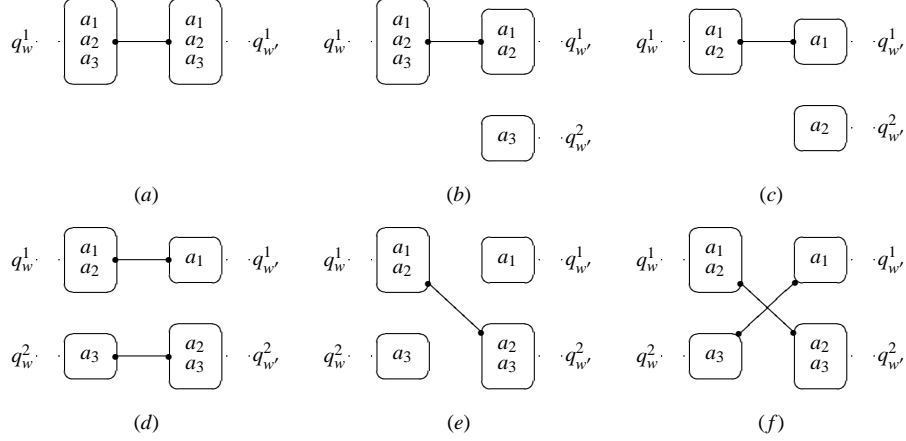 q_w^1 a_1 a_1 q_{w'}^1 q_w^1 a_1 a_1 q_{w'}^1 q_w^1 a_1 a_1 q_{w'}^1
a_2 a_2 a_2 a_2 a_2
a_3 a_3 a_3
a_3 q_{w'}^2 a_2 q_{w'}^2
(a) (b) (c)
q_w^1 a_1 a_1 q_{w'}^1 q_w^1 a_1 a_1 q_{w'}^1 q_w^1 a_1 a_1 q_{w'}^1
a_2 a_2 a_2
q_w^2 a_3 a_2 q_{w'}^2 q_w^2 a_3 a_2 q_{w'}^2 q_w^2 a_3 a_2 q_{w'}^2
a_3 a_3 a_3
(d) (e) (f)